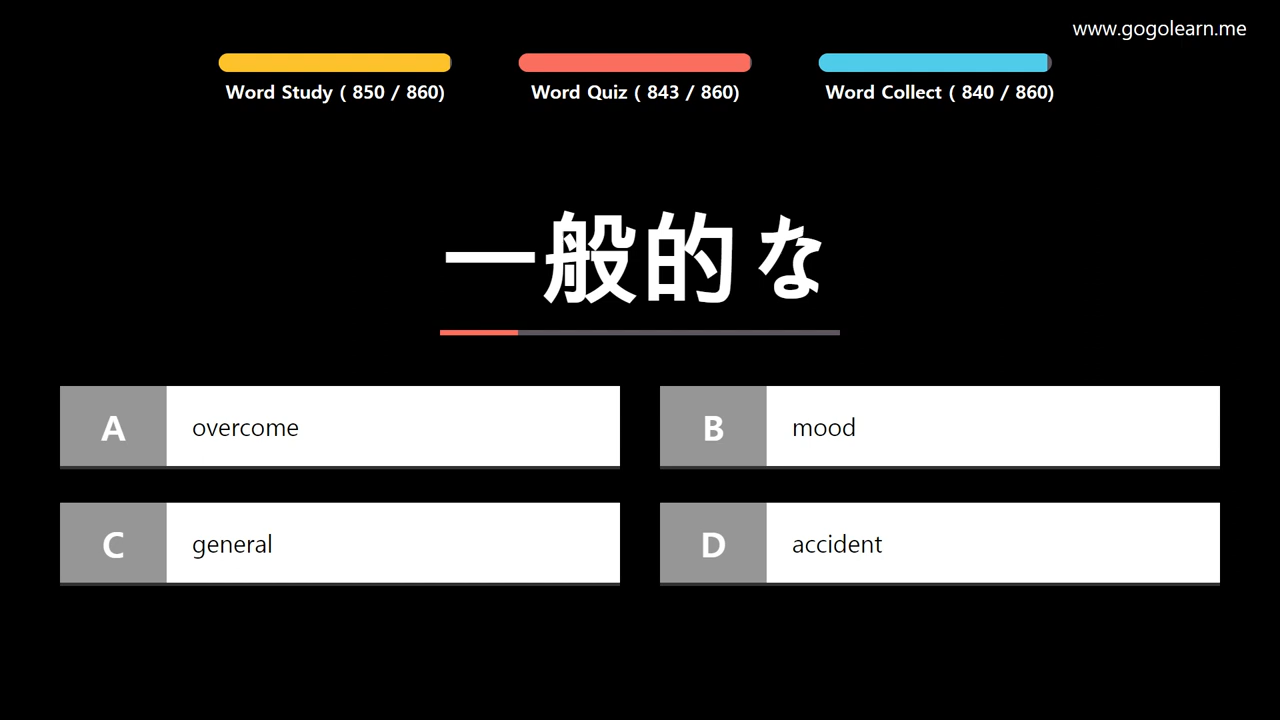 www.gogolearn.me
Word Study ( 850 / 860)
Word Quiz ( 843 / 860)
Word Collect ( 840 / 860)
一般的な
A overcome
B mood
C general
D accident